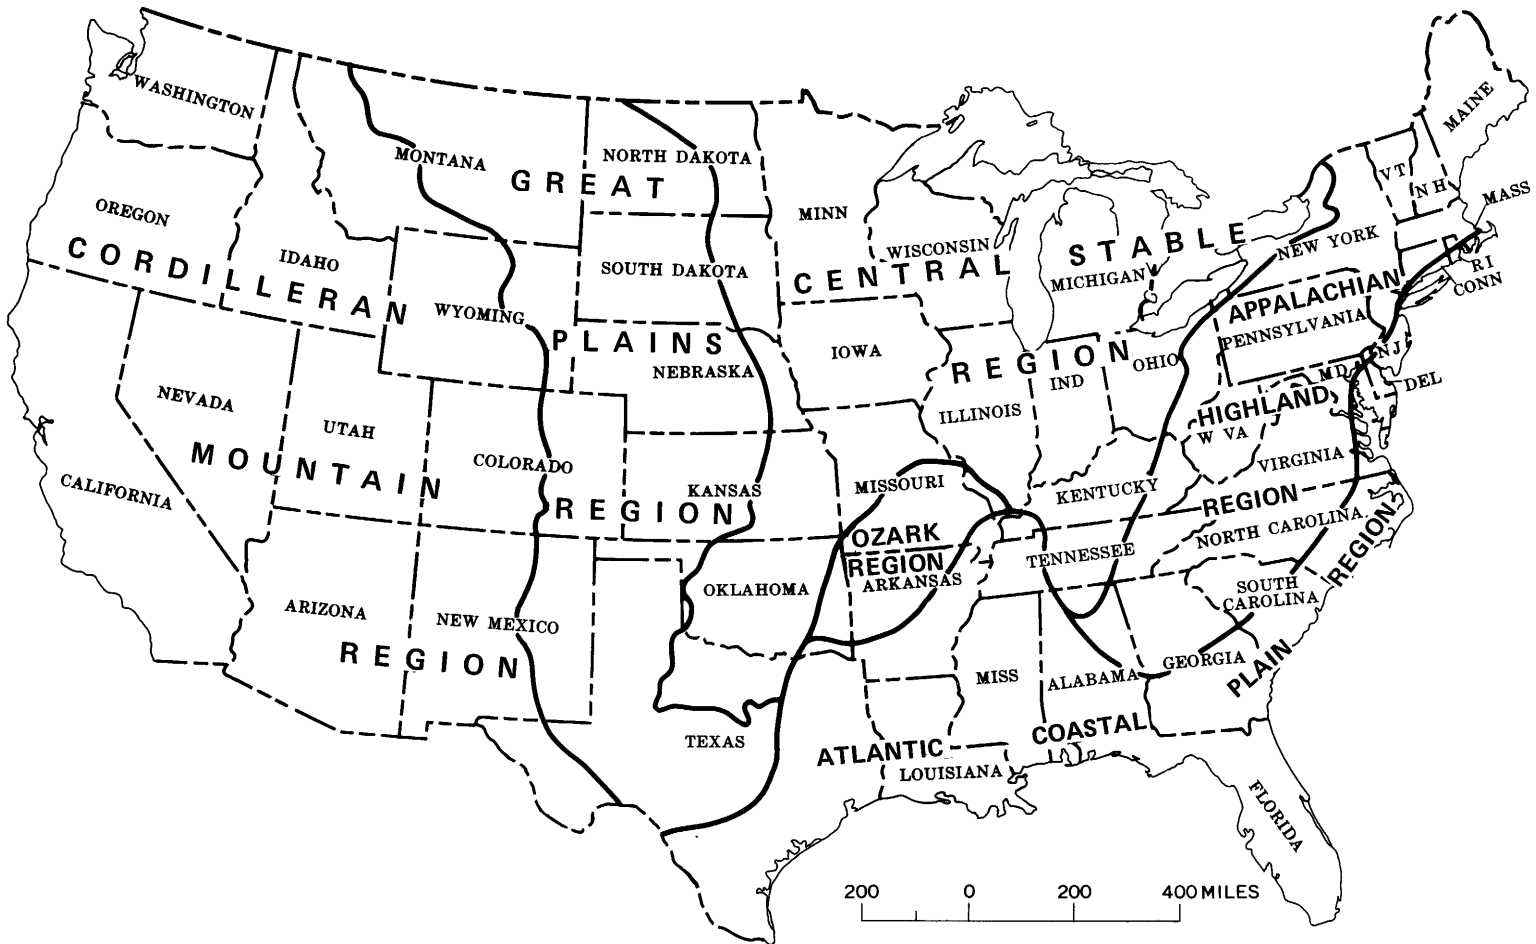 WASHINGTON
MONTANA
NORTH DAKOTA
GREAT
MINN
MAINE
VT
NH
MASS
OREGON
CORDILLERAN
IDAHO
WYOMING
SOUTH DAKOTA
CENTRAL
WISCONSIN
STABLE
MICHIGAN
NEW YORK
RI
CONN
APPALACHIAN
PENNSYLVANIA
NJ
PLAINS
NEBRASKA
IOWA
REGION
IND
OHIO
ILLINOIS
MD
DEL
HIGHLAND
W VA
VIRGINIA
NEVADA
UTAH
MOUNTAIN
COLORADO
CALIFORNIA
KANSAS
REGION
MISSOURI
KENTUCKY
REGION
NORTH CAROLINA
OZARK
REGION
ARKANSAS
TENNESSEE
REGION
SOUTH
CAROLINA
OKLAHOMA
ARIZONA
NEW MEXICO
REGION
GEORGIA
PLAIN
MISS
ALABAMA
COASTAL
TEXAS
ATLANTIC
LOUISIANA
FLORIDA
200 0 200 400 MILES